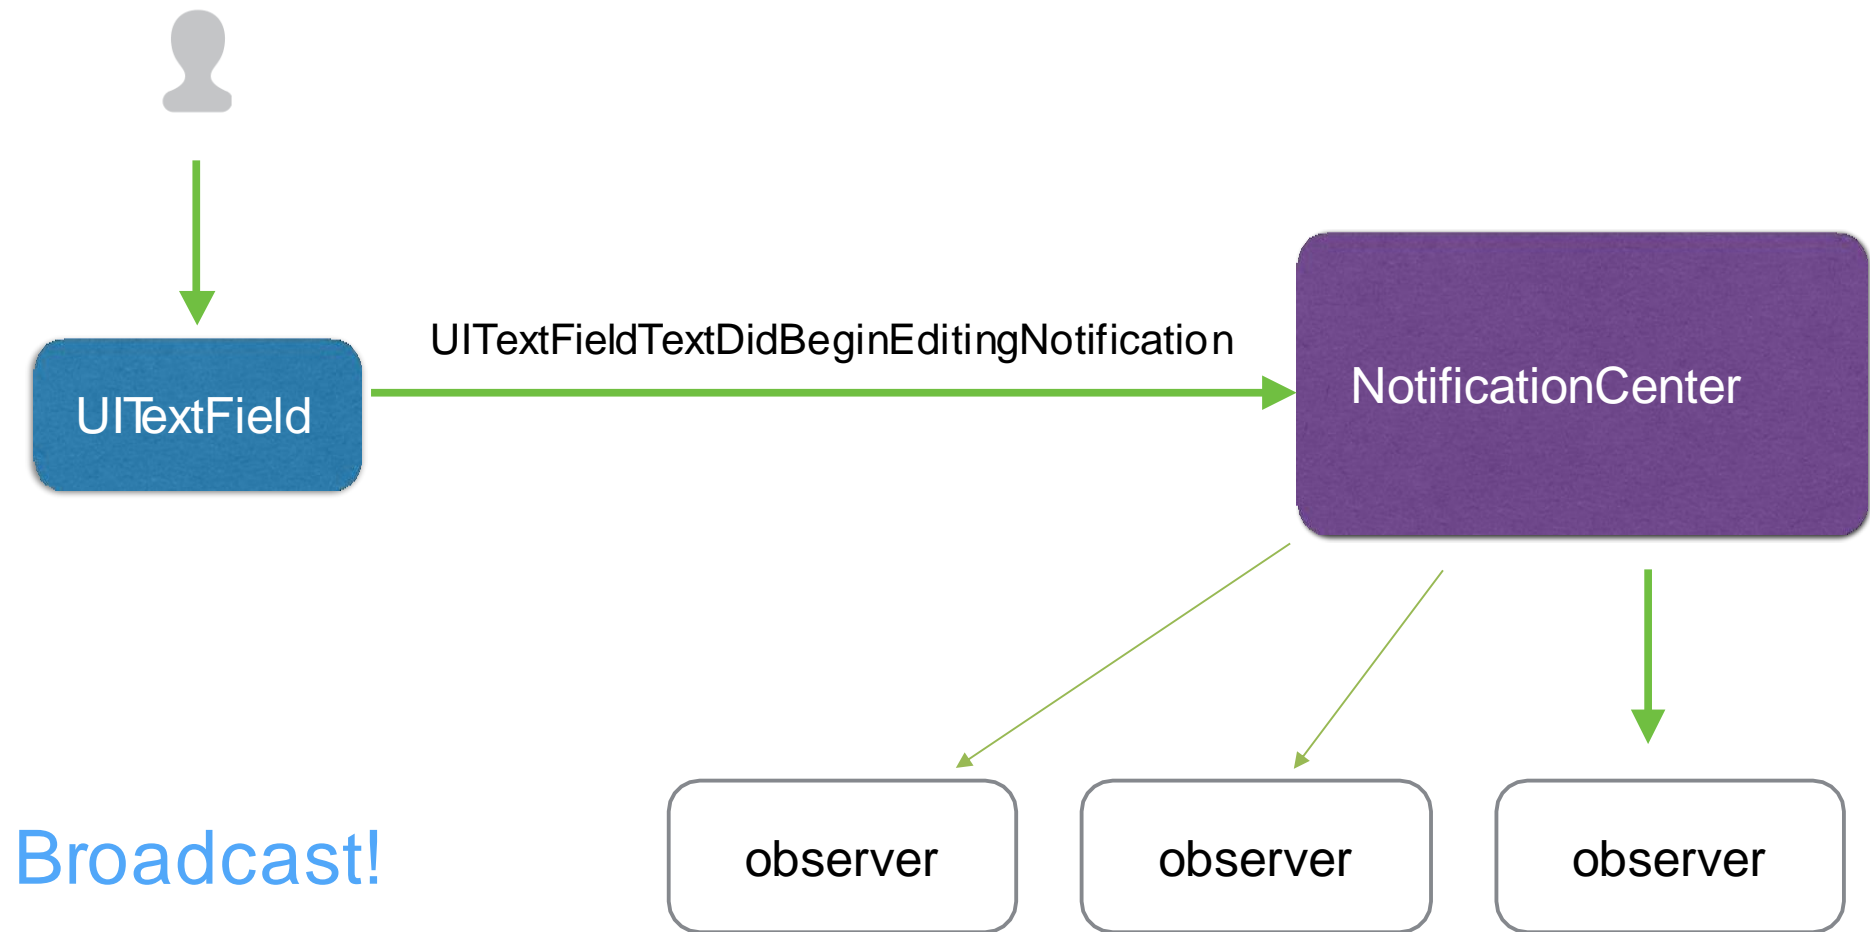 UITextFieldTextDidBeginEditingNotification
UITextField
NotificationCenter
Broadcast!
observer
observer
observer